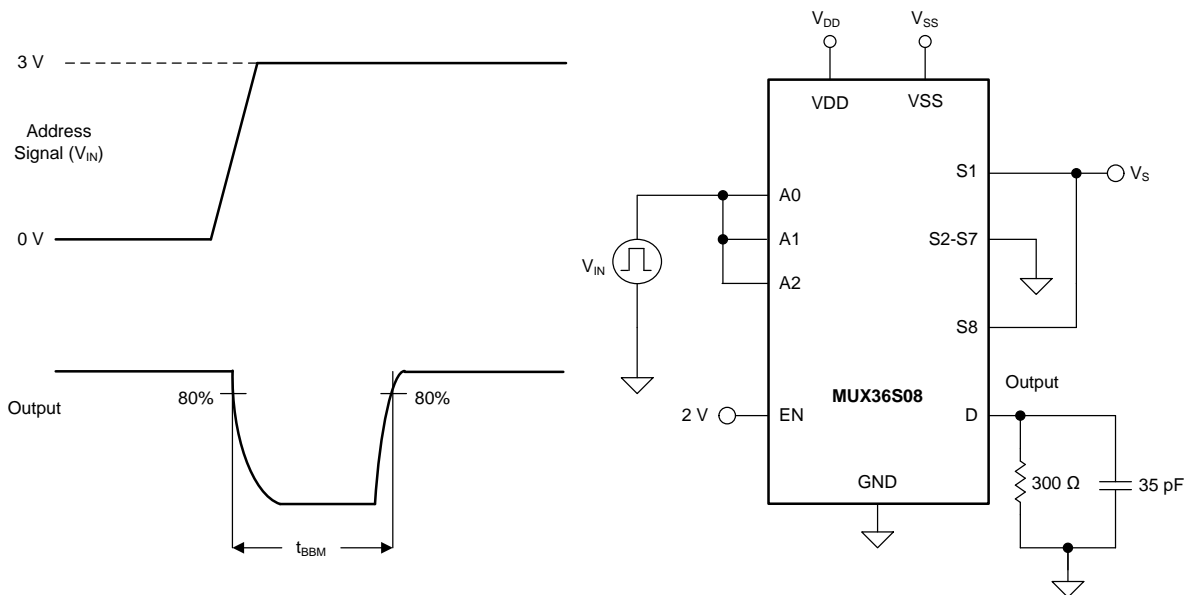 3 V
Address
Signal (VIN)
0 V
Output
80%
80%
tBBM
VDD
VSS
VDD
VSS
A0
A1
A2
VIN
S1
VS
S2-S7
S8
Output
MUX36S08
2 V
EN
D
GND
300 Ω
35 pF